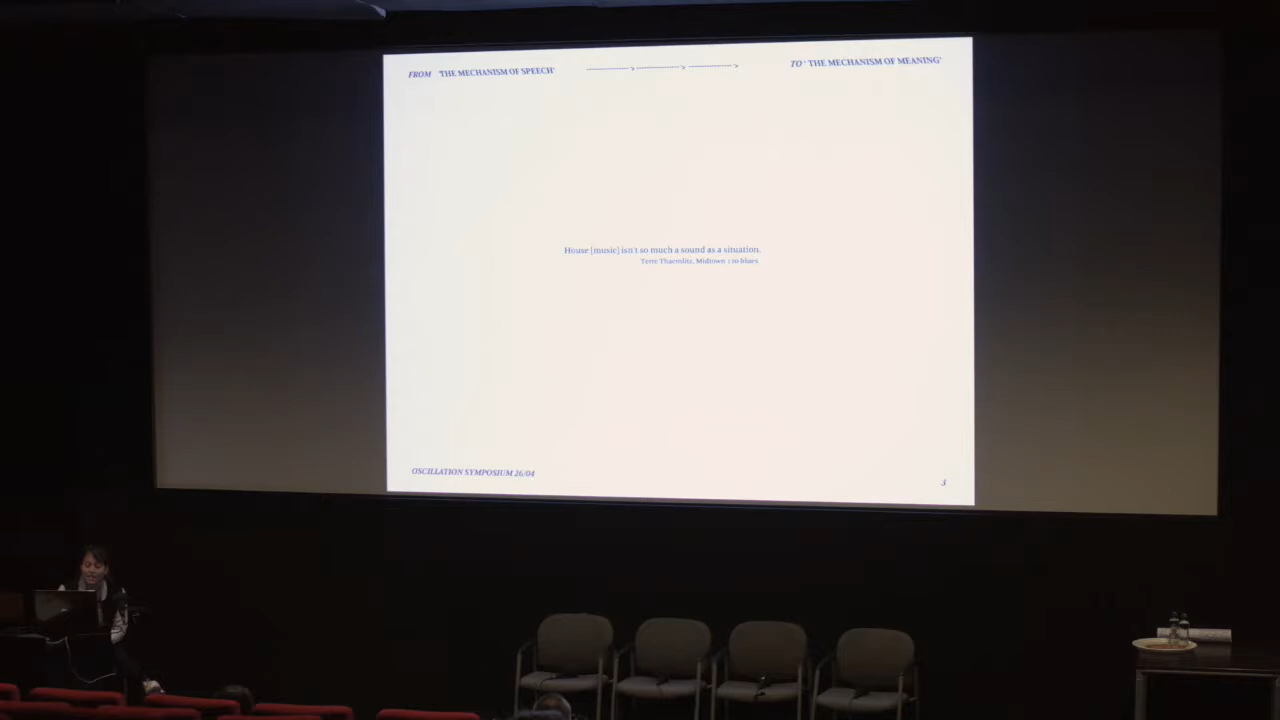 FROM 'THE MECHANISM OF SPEECH' ————> ————> ————> TO ' THE MECHANISM OF MEANING'
House [music] isn't so much a sound as a situation.
Terre Thaemlitz, Midtown 120 blues
OSCILLATION SYMPOSIUM 26/04
3